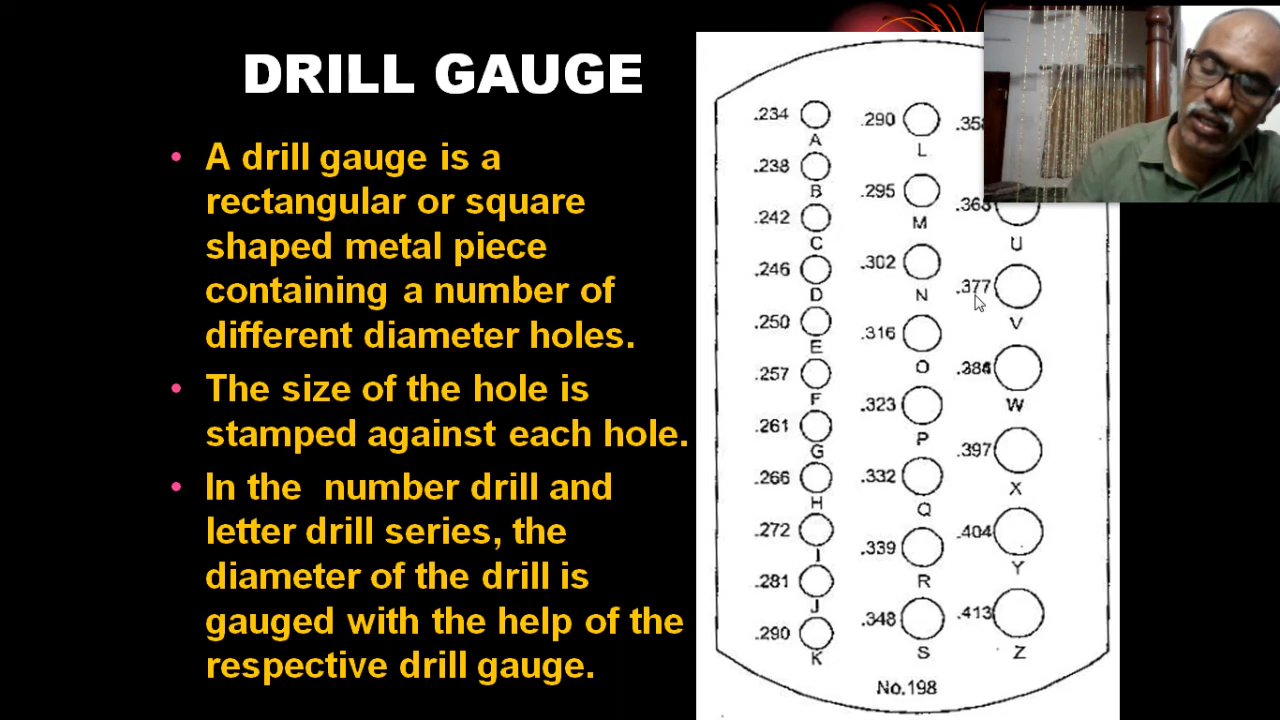 DRILL GAUGE
• A drill gauge is a
rectangular or square
shaped metal piece
containing a number of
different diameter holes.
• The size of the hole is
stamped against each hole.
• In the number drill and
letter drill series, the
diameter of the drill is
gauged with the help of the
respective drill gauge.
.234
A
.238
B
.242
C
.246
D
.250
E
.257
F
.261
G
.266
H
.272
I
.281
J
.290
K
.290
L
.295
M
.302
N
.316
O
.323
P
.332
Q
.339
R
.348
S
U
.377
V
W
.397
X
.404
Y
.413
Z
No.198